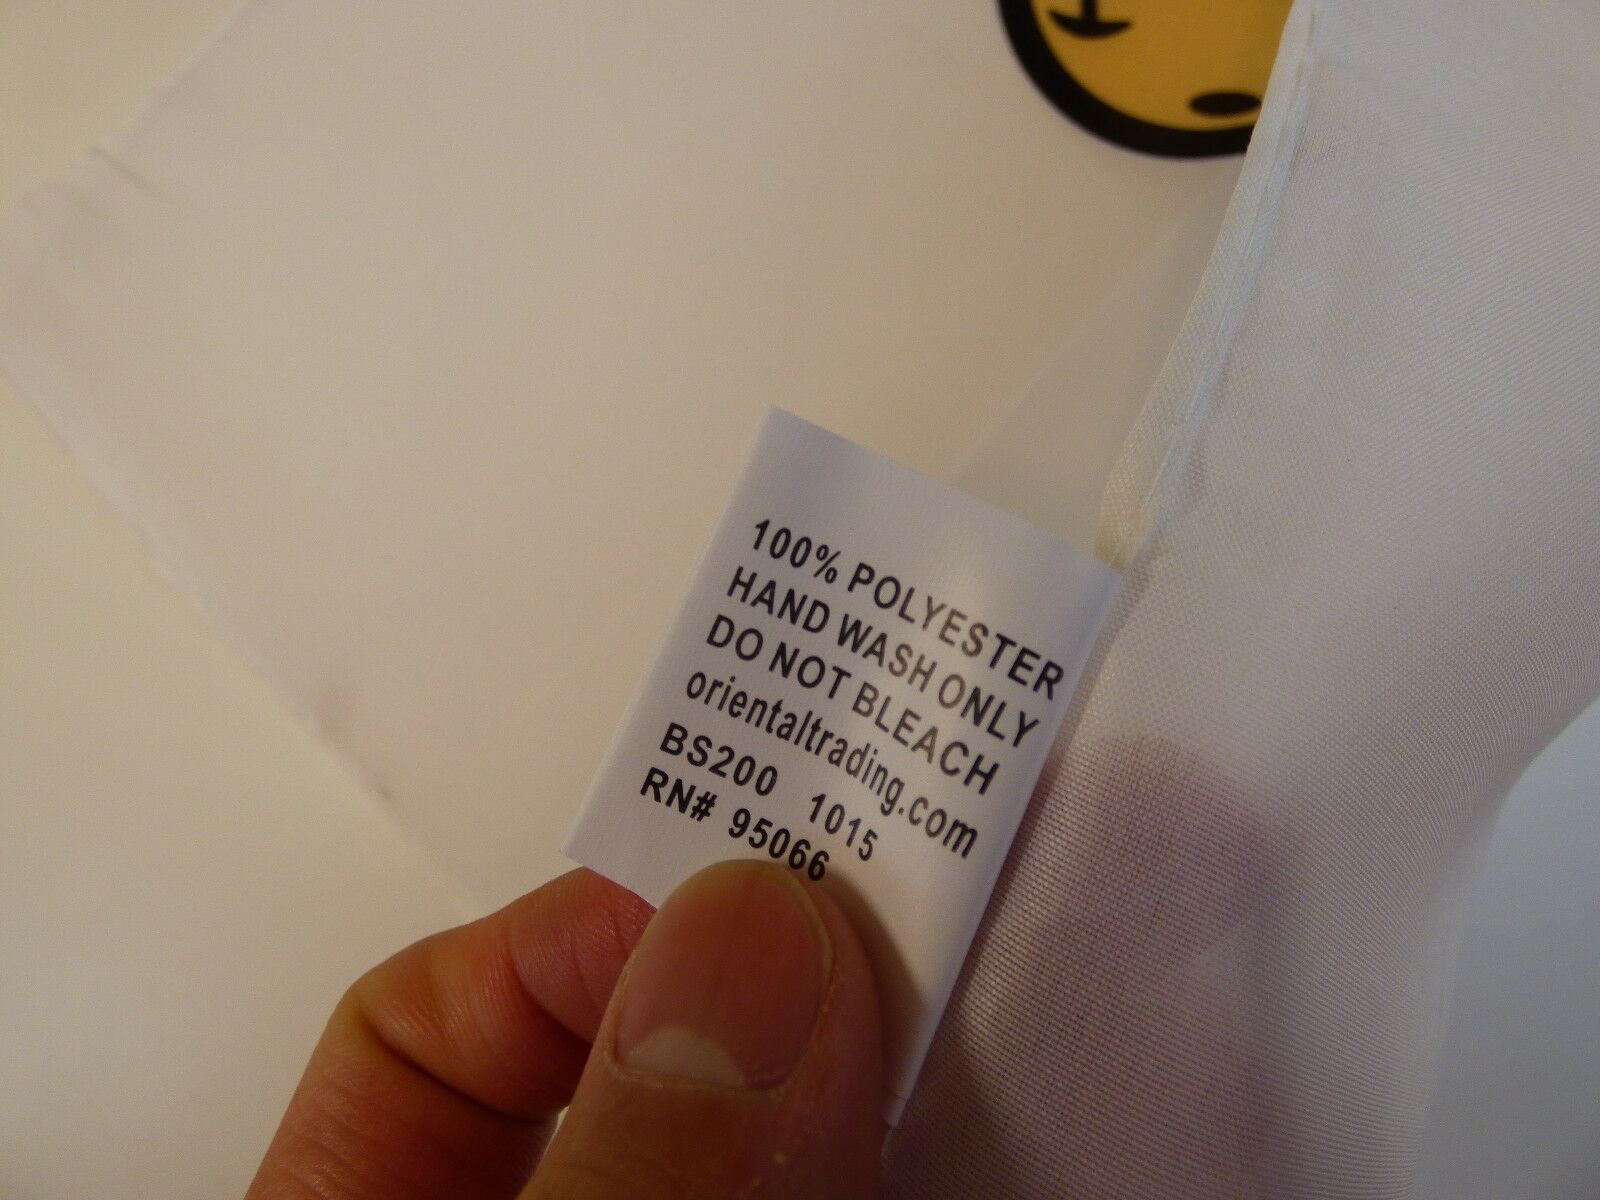 100% POLYESTER
HAND WASH ONLY
DO NOT BLEACH
orientaltrading.com
BS200 1015
RN# 95066